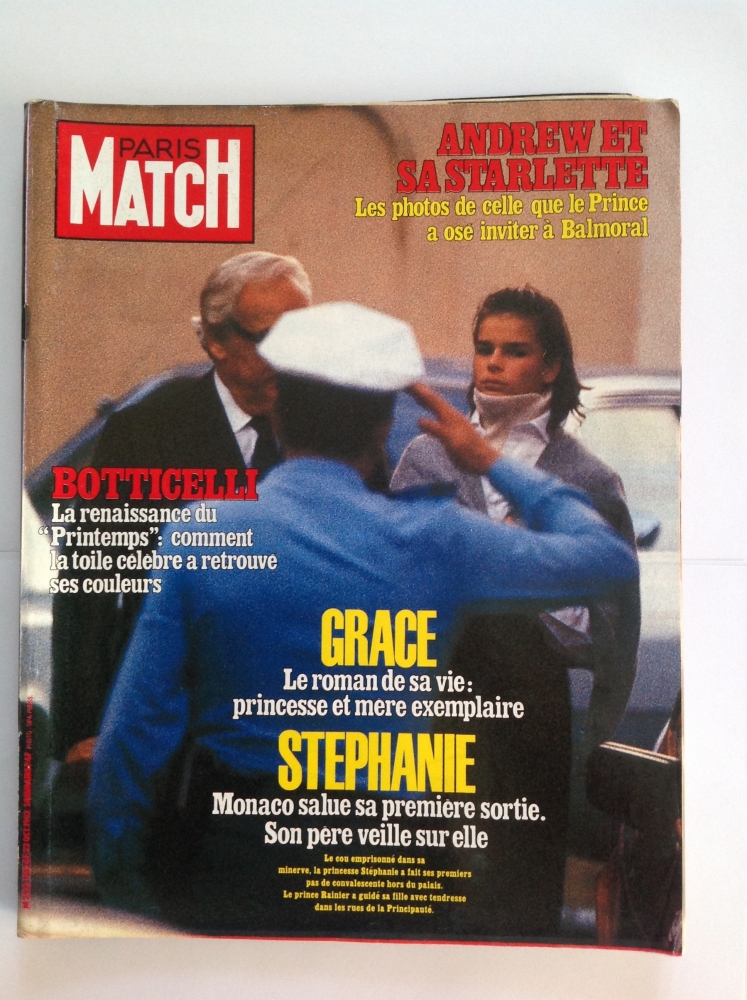 PARIS
MATCH
ANDREW ET
SA STARLETTE
Les photos de celle que le Prince
a osé inviter à Balmoral
BOTTICELLI
La renaissance du
“Printemps”: comment
la toile célèbre a retrouvé
ses couleurs
GRACE
Le roman de sa vie:
princesse et mère exemplaire
STEPHANIE
Monaco salue sa première sortie.
Son père veille sur elle
Le cou emprisonné dans sa
minerve, la princesse Stéphanie a fait ses premiers
pas de convalescente hors du palais.
Le prince Rainier a guidé sa fille avec tendresse
dans les rues de la Principauté.